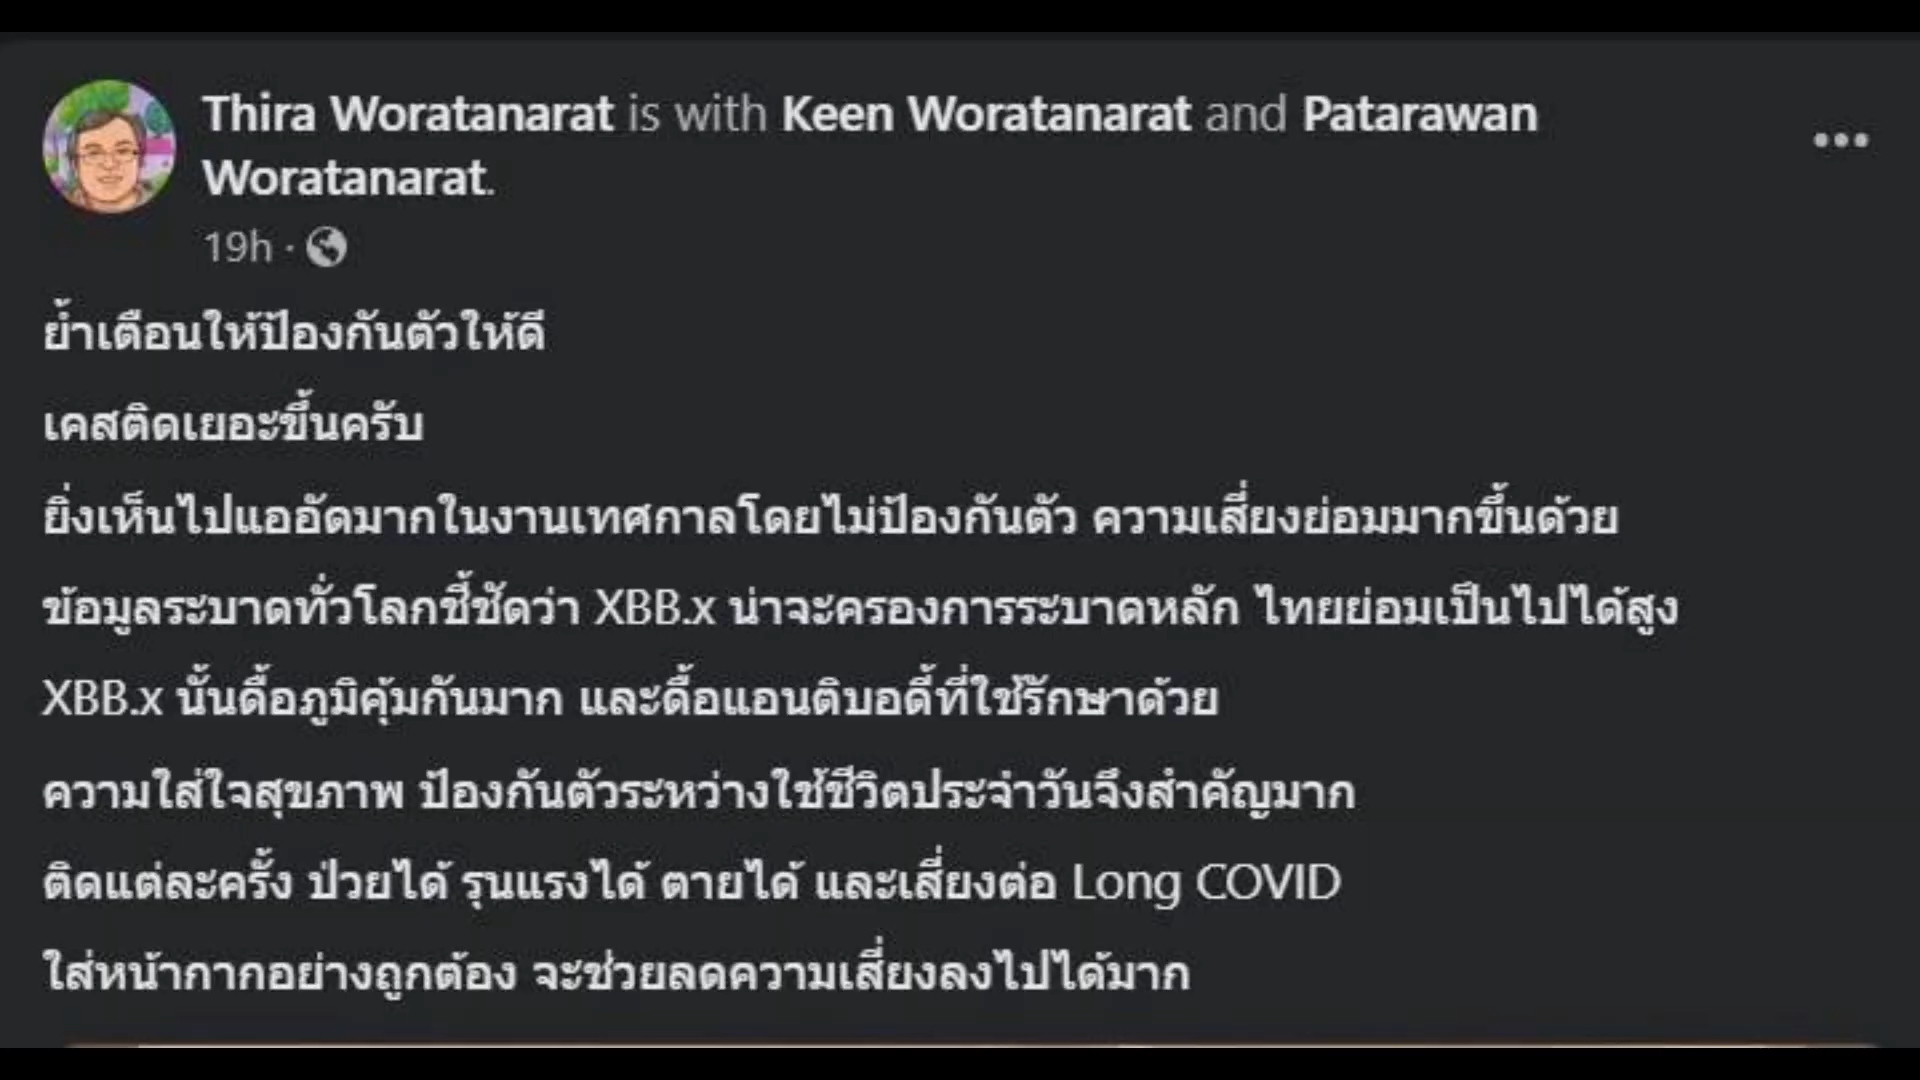 Thira Woratanarat is with Keen Woratanarat and Patarawan
Woratanarat.
19h ·
ย้ำเตือนให้ป้องกันตัวให้ดี
เคสติดเยอะขึ้นครับ
ยิ่งเห็นไปแออัดมากในงานเทศกาลโดยไม่ป้องกันตัว ความเสี่ยงย่อมมากขึ้นด้วย
ข้อมูลระบาดทั่วโลกชี้ชัดว่า XBB.x น่าจะครองการระบาดหลัก ไทยย่อมเป็นไปได้สูง
XBB.x นั้นดื้อภูมิคุ้มกันมาก และดื้อแอนติบอดี้ที่ใช้รักษาด้วย
ความใส่ใจสุขภาพ ป้องกันตัวระหว่างใช้ชีวิตประจำวันจึงสำคัญมาก
ติดแต่ละครั้ง ป่วยได้ รุนแรงได้ ตายได้ และเสี่ยงต่อ Long COVID
ใส่หน้ากากอย่างถูกต้อง จะช่วยลดความเสี่ยงลงไปได้มาก